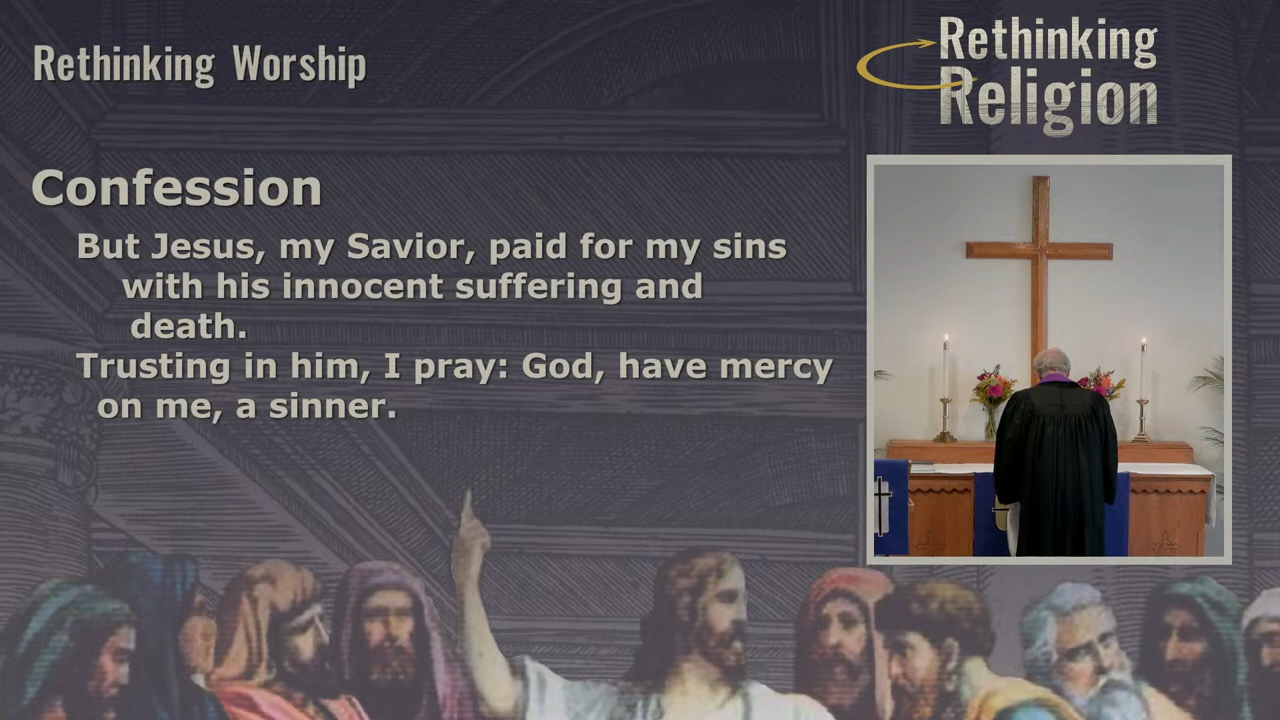 Rethinking Worship
Rethinking
Religion
Confession
But Jesus, my Savior, paid for my sins
with his innocent suffering and
death.
Trusting in him, I pray: God, have mercy
on me, a sinner.